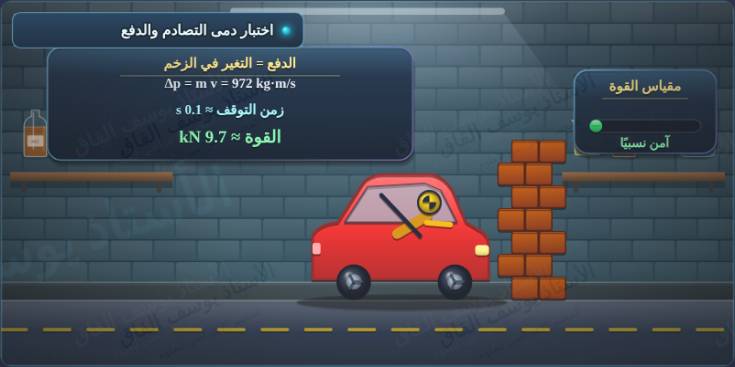 اختبار دمى التصادم والدفع
الدفع = التغير في الزخم
Δp = m v = 972 kg·m/s
زمن التوقف ≈ 0.1 s
القوة ≈ 9.7 kN
مقياس القوة
آمن نسبيًا